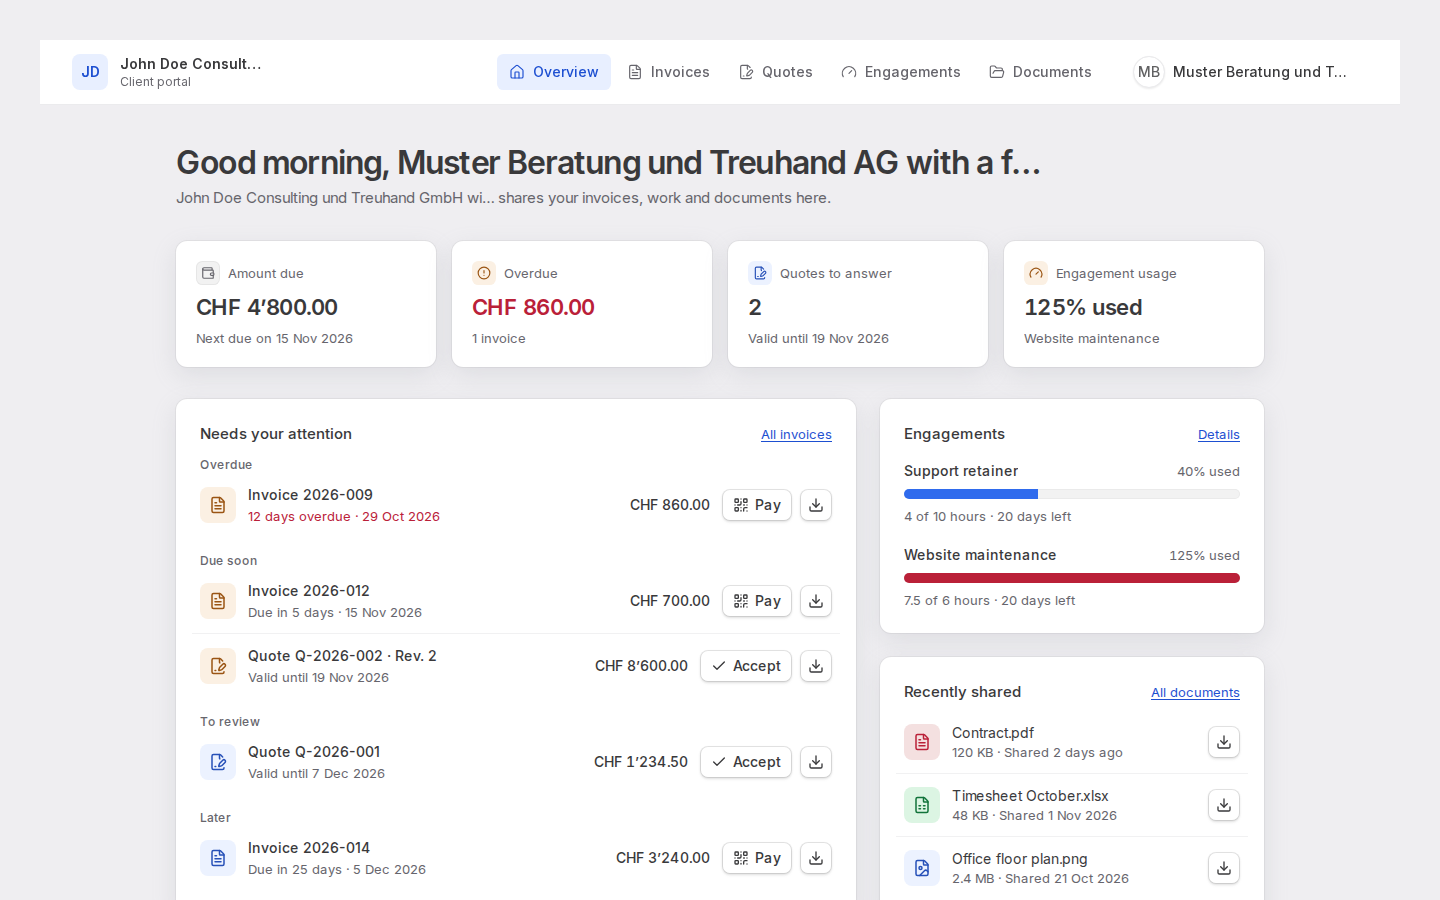 JD
John Doe Consult…
Client portal
Overview
Invoices
Quotes
Engagements
Documents
MB
Muster Beratung und T…
Good morning, Muster Beratung und Treuhand AG with a f…
John Doe Consulting und Treuhand GmbH wi… shares your invoices, work and documents here.
Amount due
CHF 4’800.00
Next due on 15 Nov 2026
Overdue
CHF 860.00
1 invoice
Quotes to answer
2
Valid until 19 Nov 2026
Engagement usage
125% used
Website maintenance
Needs your attention
All invoices
Overdue
Invoice 2026-009
12 days overdue · 29 Oct 2026
CHF 860.00
Pay
Due soon
Invoice 2026-012
Due in 5 days · 15 Nov 2026
CHF 700.00
Pay
Quote Q-2026-002 · Rev. 2
Valid until 19 Nov 2026
CHF 8’600.00
Accept
To review
Quote Q-2026-001
Valid until 7 Dec 2026
CHF 1’234.50
Accept
Later
Invoice 2026-014
Due in 25 days · 5 Dec 2026
CHF 3’240.00
Pay
Engagements
Details
Support retainer
40% used
4 of 10 hours · 20 days left
Website maintenance
125% used
7.5 of 6 hours · 20 days left
Recently shared
All documents
Contract.pdf
120 KB · Shared 2 days ago
Timesheet October.xlsx
48 KB · Shared 1 Nov 2026
Office floor plan.png
2.4 MB · Shared 21 Oct 2026